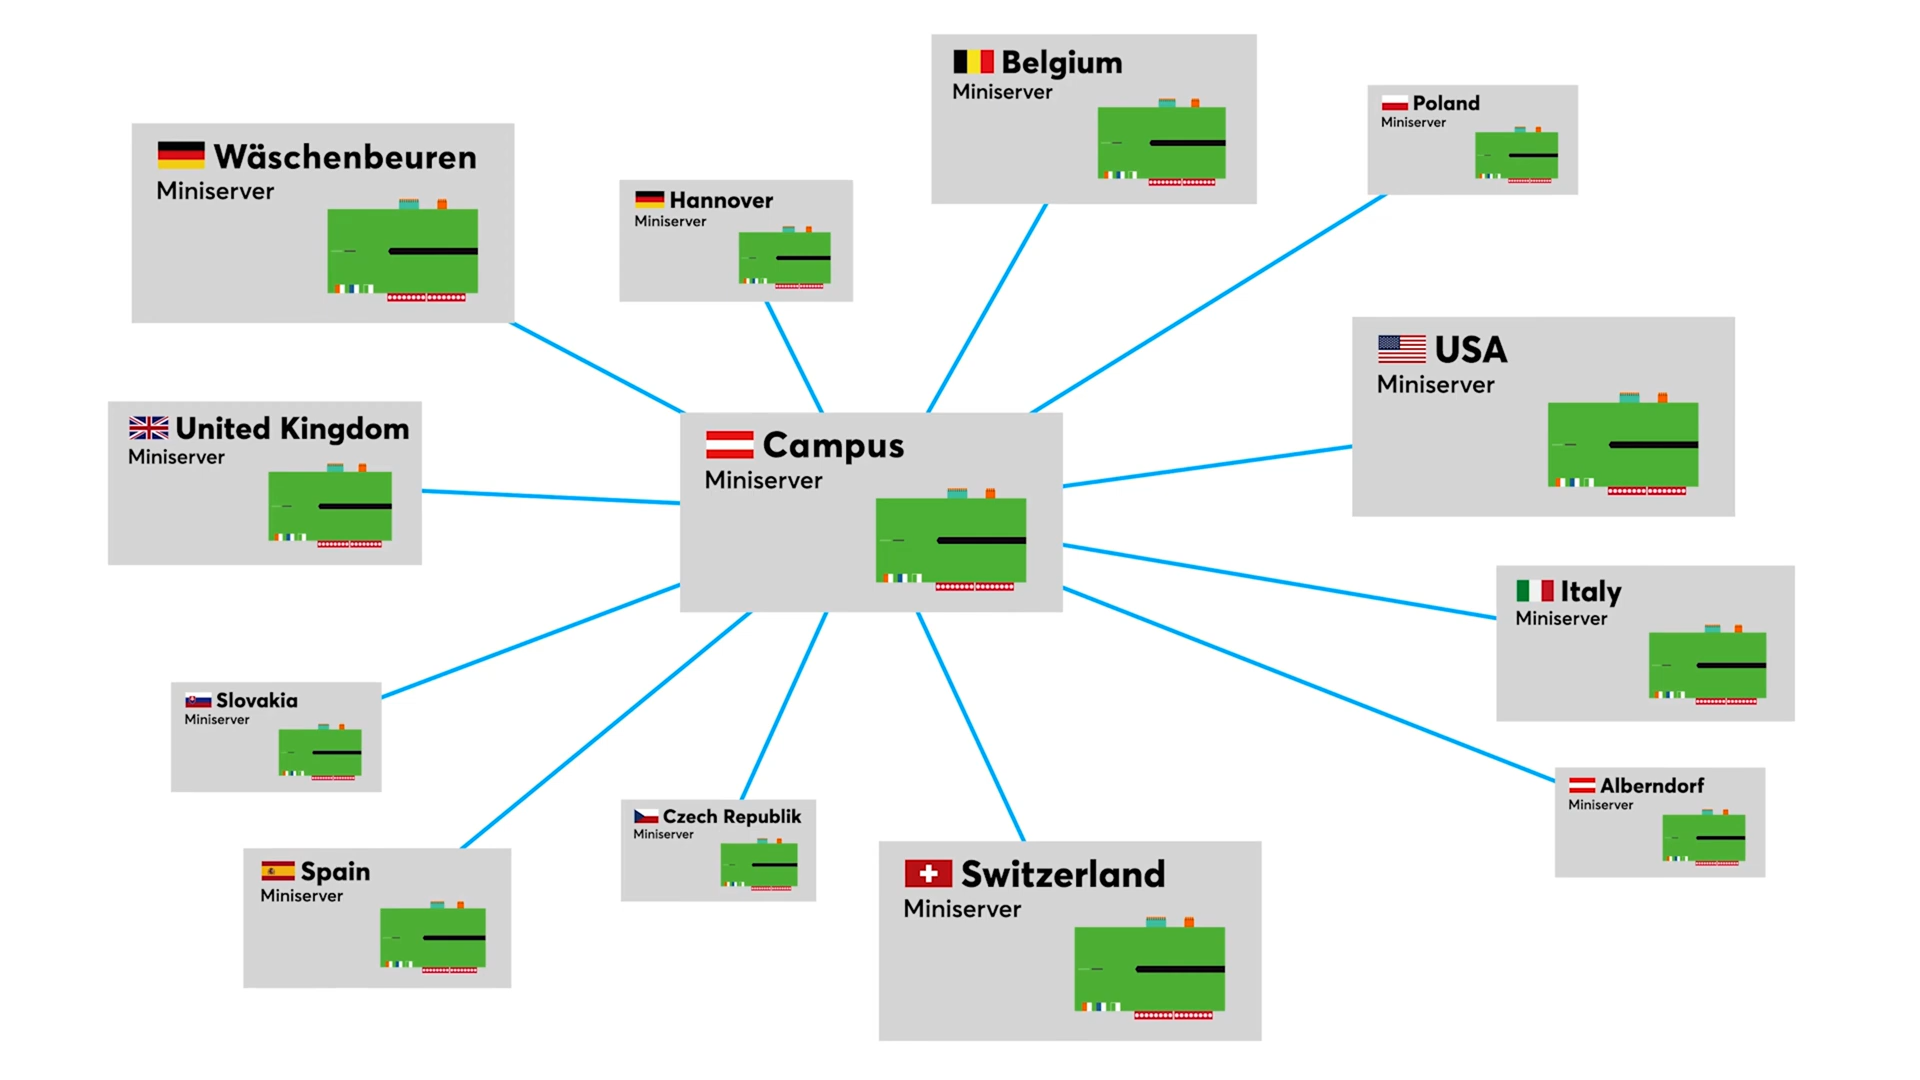 Belgium
Miniserver
Poland
Miniserver
Wäschenbeuren
Miniserver
Hannover
Miniserver
USA
Miniserver
United Kingdom
Miniserver
Campus
Miniserver
Italy
Miniserver
Slovakia
Miniserver
Alberndorf
Miniserver
Czech Republik
Miniserver
Spain
Miniserver
Switzerland
Miniserver